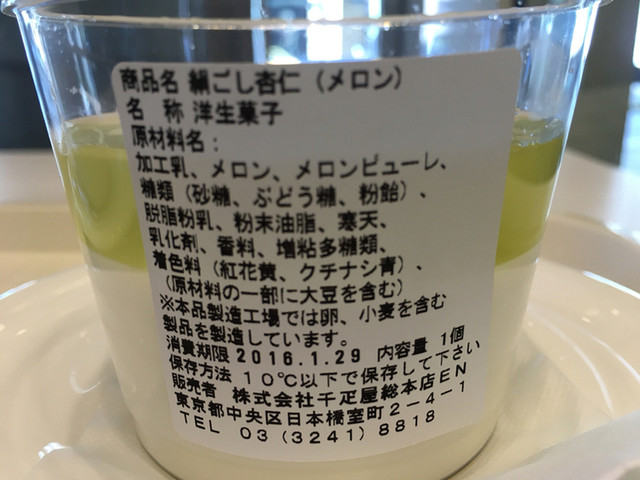 商品名 絹ごし杏仁（メロン）
名　称 洋生菓子
原材料名：
加工乳、メロン、メロンピューレ、
糖類（砂糖、ぶどう糖、粉飴）、
脱脂粉乳、粉末油脂、寒天、
乳化剤、香料、増粘多糖類、
着色料（紅花黄、クチナシ青）、
（原材料の一部に大豆を含む）
※本品製造工場では卵、小麦を含む
製品を製造しています。
消費期限 2016.1.29 内容量 1個
保存方法 10℃以下で保存して下さい
販売者 株式会社千疋屋総本店EN
東京都中央区日本橋室町2-4-1
TEL 03(3241)8818